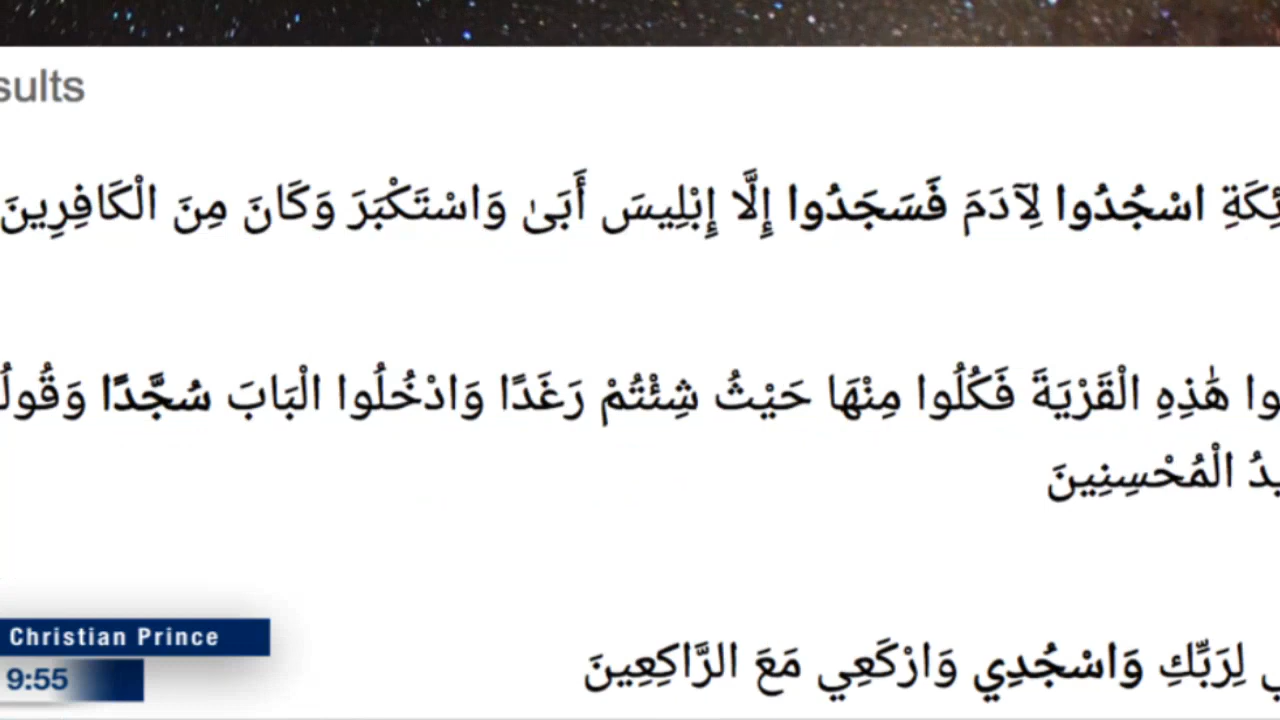 sults
ئِكَةِ اسْجُدُوا لِآدَمَ فَسَجَدُوا إِلَّا إِبْلِيسَ أَبَىٰ وَاسْتَكْبَرَ وَكَانَ مِنَ الْكَافِرِينَ
وا هَٰذِهِ الْقَرْيَةَ فَكُلُوا مِنْهَا حَيْثُ شِئْتُمْ رَغَدًا وَادْخُلُوا الْبَابَ سُجَّدًا وَقُولُ
يدُ الْمُحْسِنِينَ
ي لِرَبِّكِ وَاسْجُدِي وَارْكَعِي مَعَ الرَّاكِعِينَ
Christian Prince
9:55